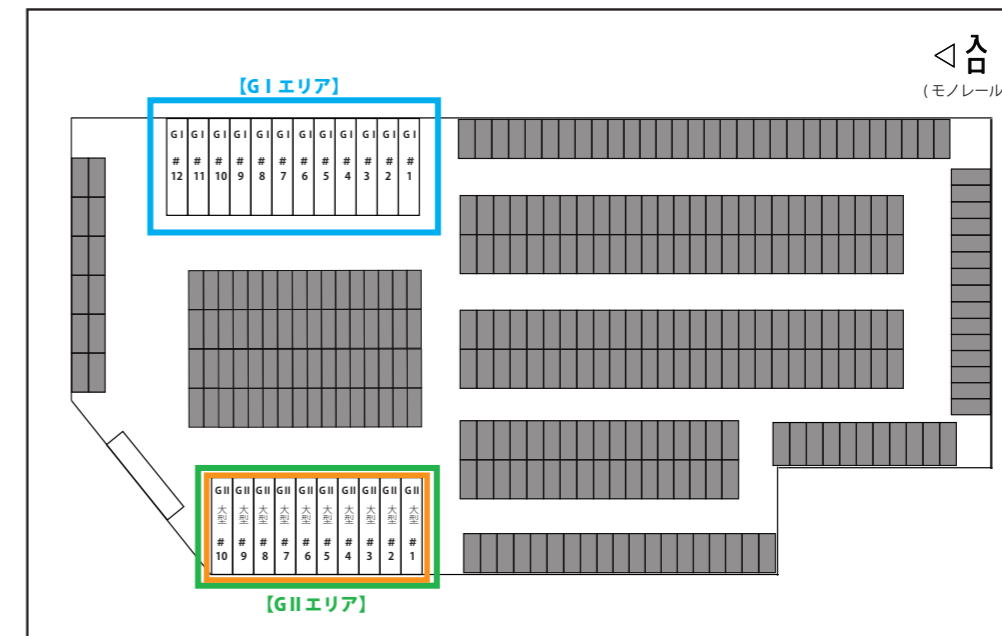 入口
(モノレール
【GⅠエリア】
GⅠ #12
GⅠ #11
GⅠ #10
GⅠ #9
GⅠ #8
GⅠ #7
GⅠ #6
GⅠ #5
GⅠ #4
GⅠ #3
GⅠ #2
GⅠ #1
GⅡ 大型 #10
GⅡ 大型 #9
GⅡ 大型 #8
GⅡ 大型 #7
GⅡ 大型 #6
GⅡ 大型 #5
GⅡ 大型 #4
GⅡ 大型 #3
GⅡ 大型 #2
GⅡ 大型 #1
【GⅡエリア】